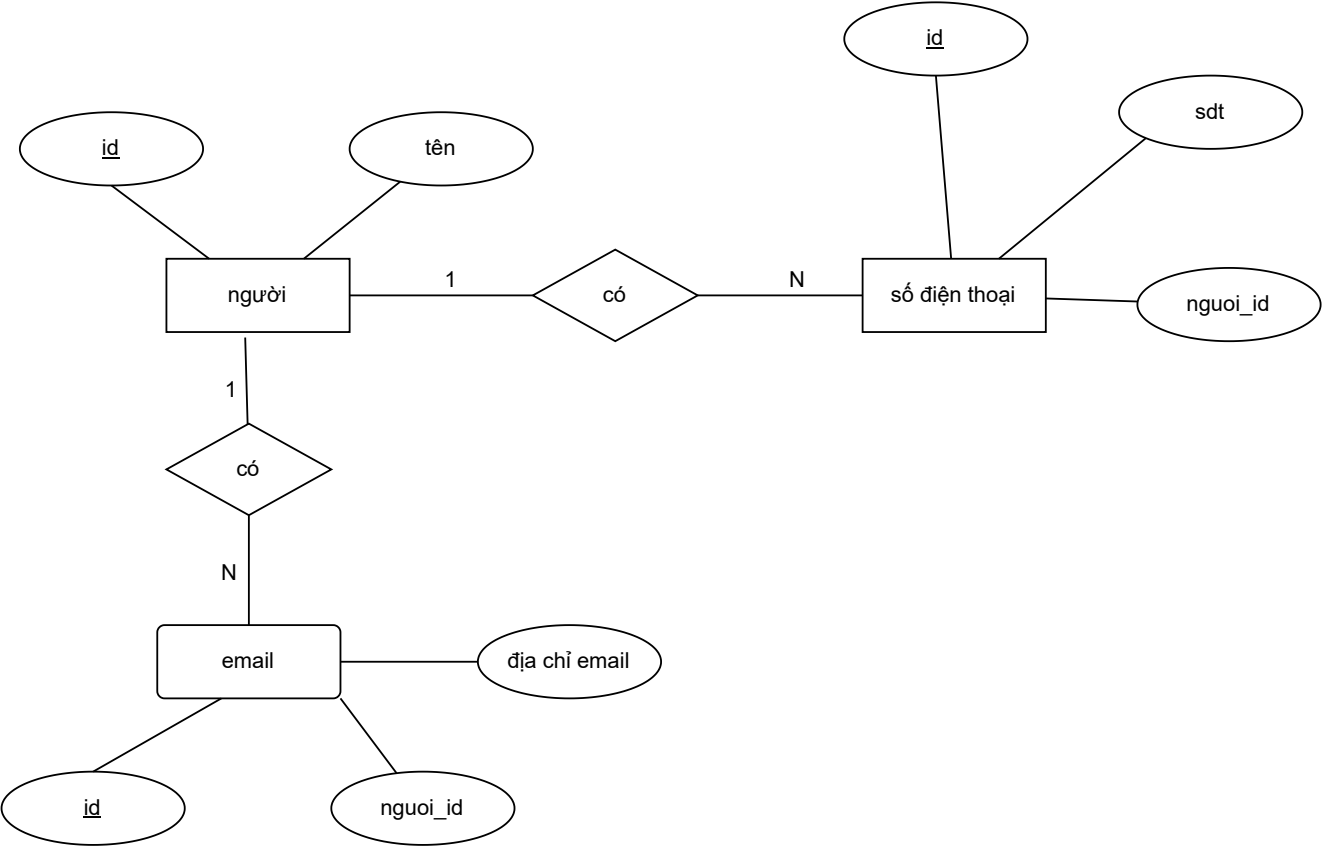 id
sdt
id
tên
người
1
có
N
số điện thoại
nguoi_id
1
có
N
email
địa chỉ email
id
nguoi_id